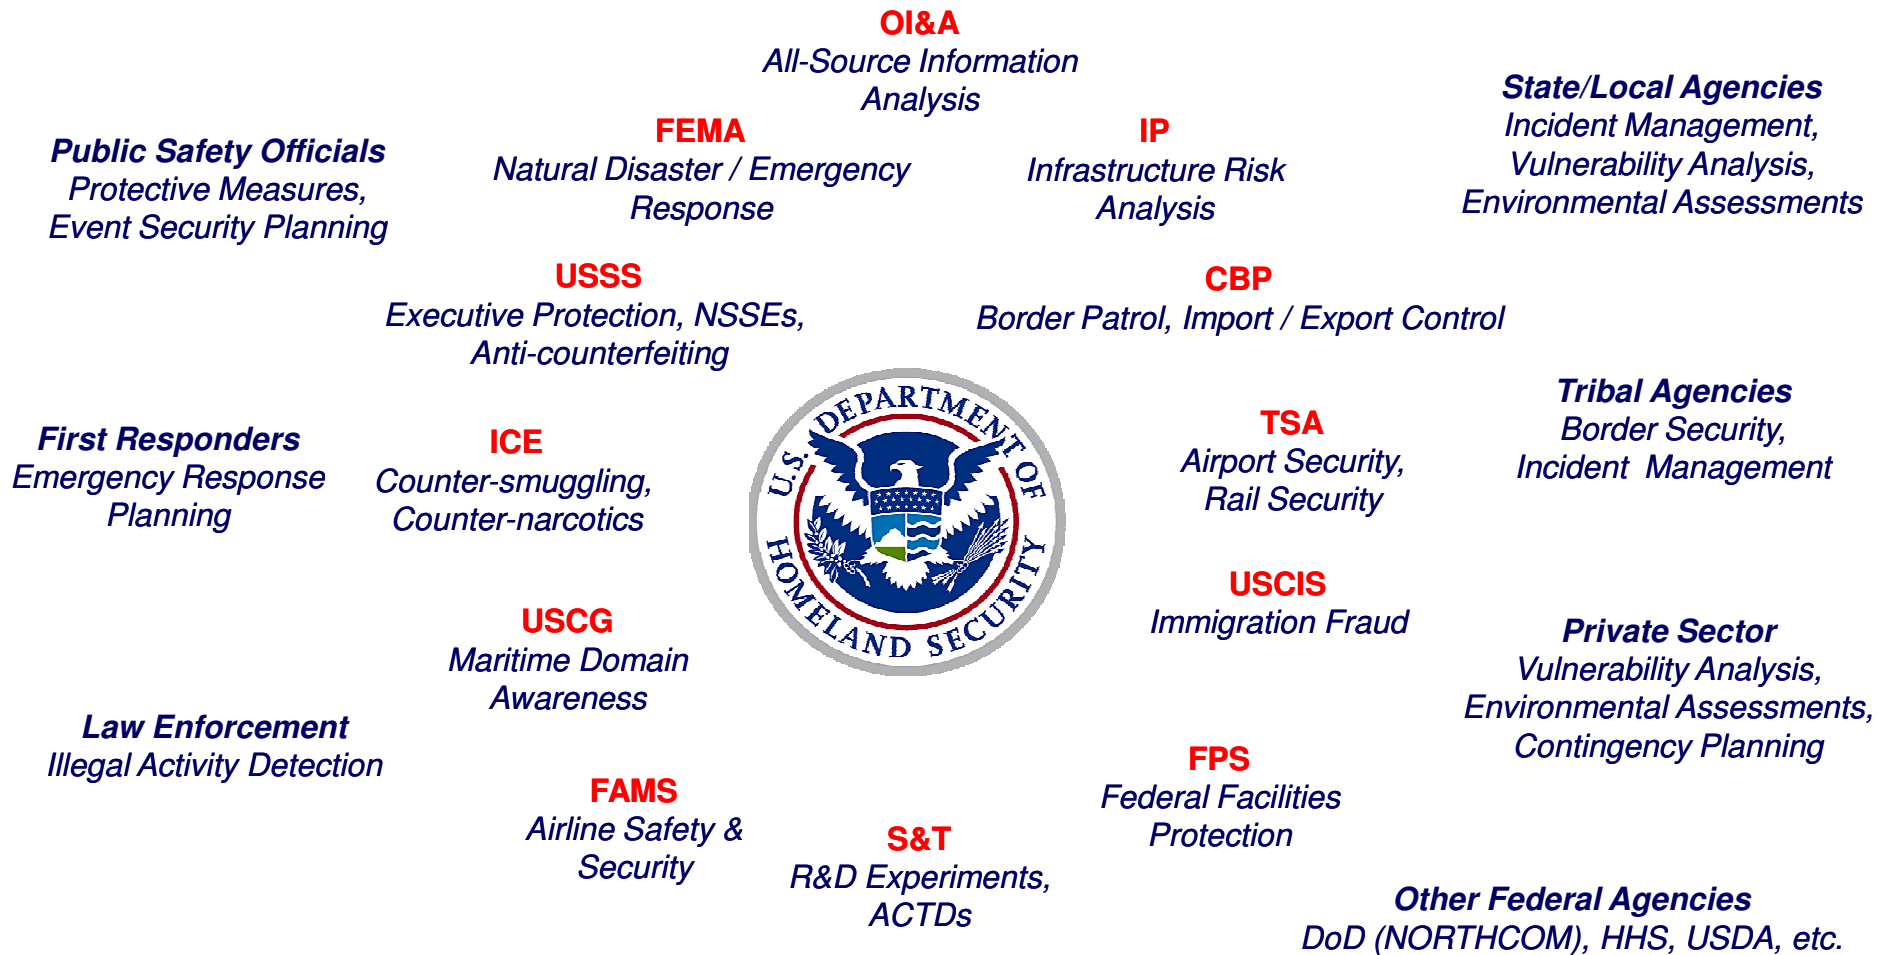 OI&A
All-Source Information
Analysis
FEMA
Natural Disaster / Emergency
Response
IP
Infrastructure Risk
Analysis
State/Local Agencies
Incident Management,
Vulnerability Analysis,
Environmental Assessments
Public Safety Officials
Protective Measures,
Event Security Planning
USSS
Executive Protection, NSSEs,
Anti-counterfeiting
CBP
Border Patrol, Import / Export Control
First Responders
Emergency Response
Planning
ICE
Counter-smuggling,
Counter-narcotics
U.S. DEPARTMENT OF
HOMELAND SECURITY
TSA
Airport Security,
Rail Security
Tribal Agencies
Border Security,
Incident  Management
USCG
Maritime Domain
Awareness
USCIS
Immigration Fraud
Private Sector
Vulnerability Analysis,
Environmental Assessments,
Contingency Planning
Law Enforcement
Illegal Activity Detection
FAMS
Airline Safety &
Security
S&T
R&D Experiments,
ACTDs
FPS
Federal Facilities
Protection
Other Federal Agencies
DoD (NORTHCOM), HHS, USDA, etc.